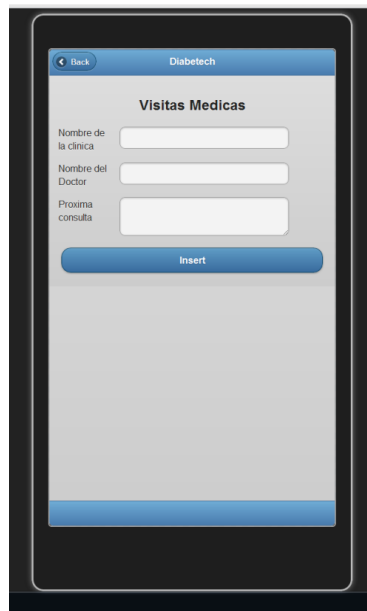 Back
Diabetech
Visitas Medicas
Nombre de
la clinica
Nombre del
Doctor
Proxima
consulta
Insert